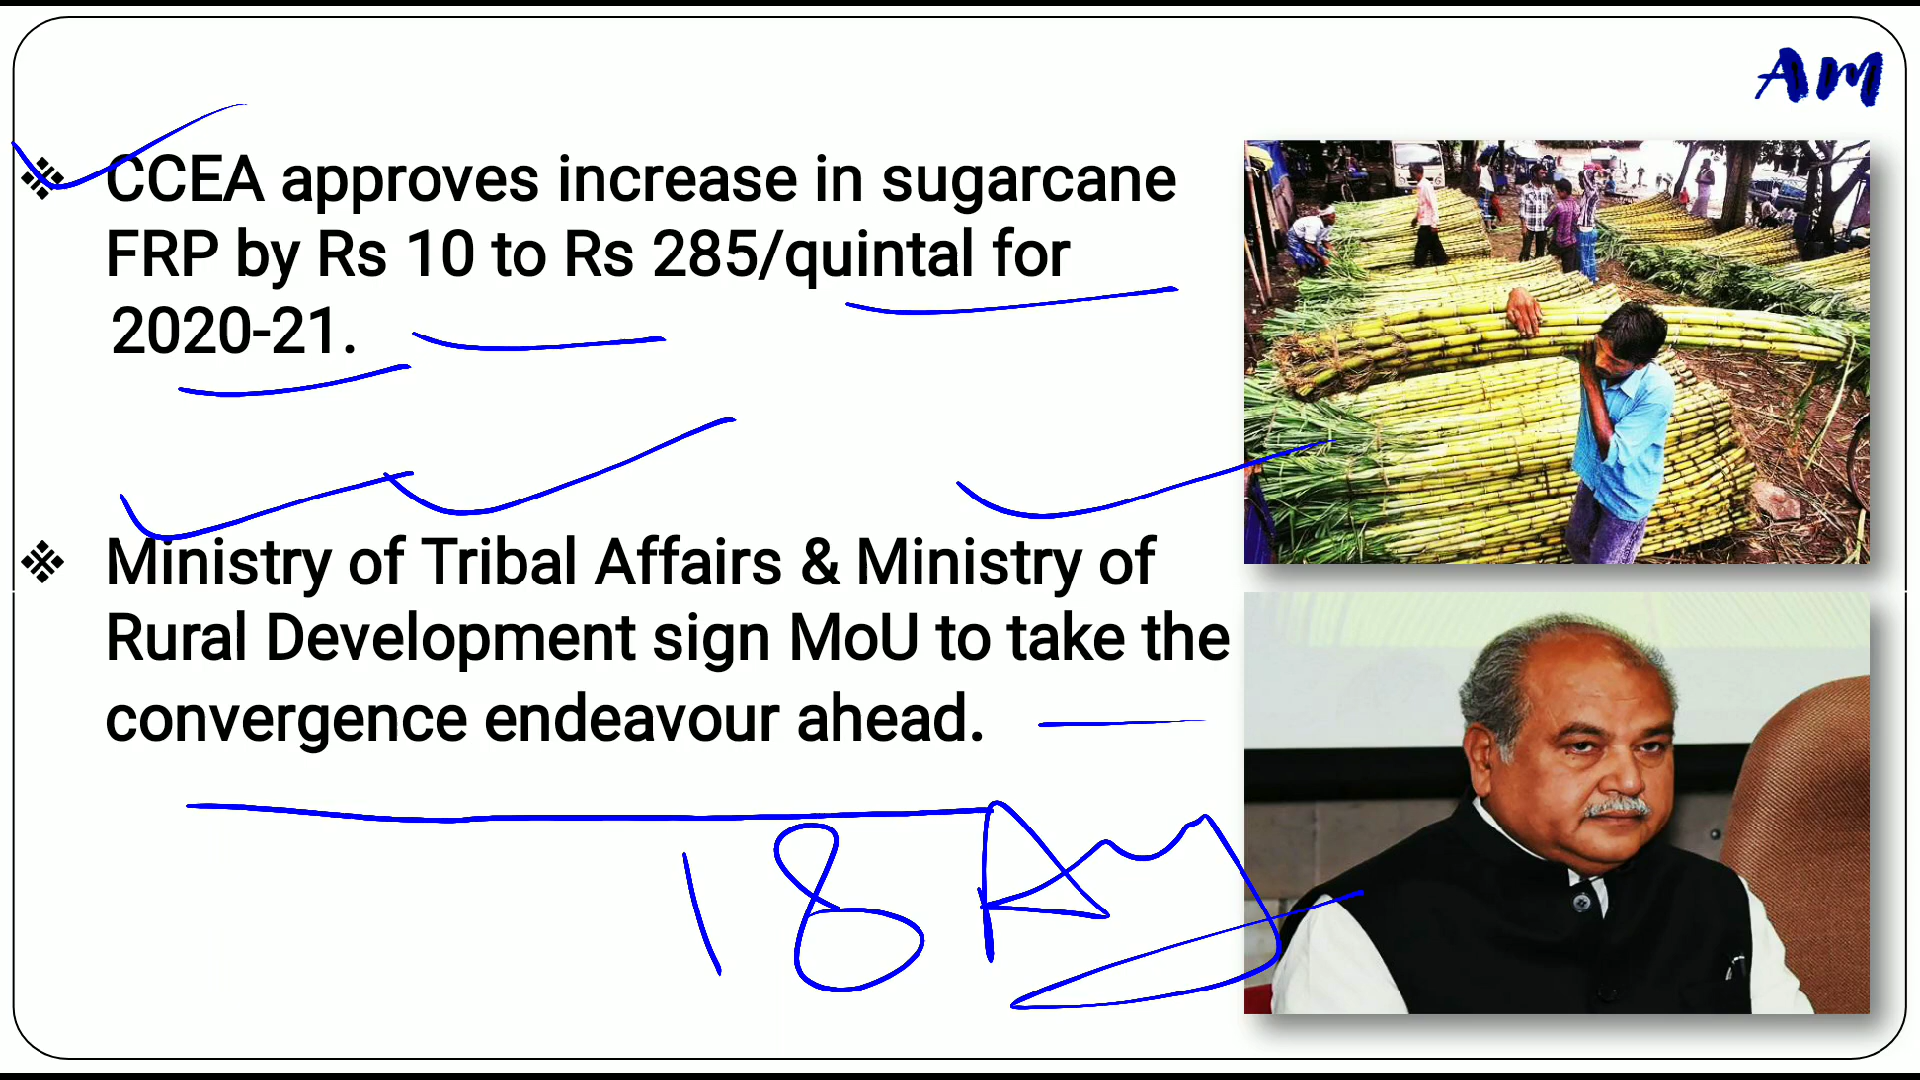 AM
CCEA approves increase in sugarcane
FRP by Rs 10 to Rs 285/quintal for
2020-21.
Ministry of Tribal Affairs & Ministry of
Rural Development sign MoU to take the
convergence endeavour ahead.
18 Aug